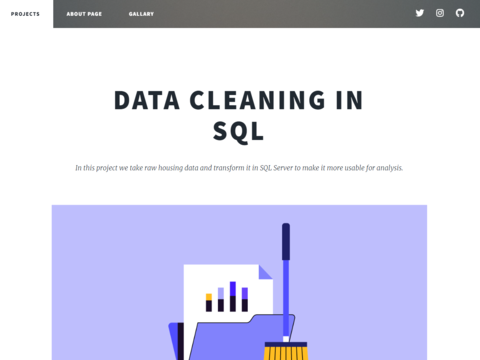 PROJECTS ABOUT PAGE GALLARY
DATA CLEANING IN
SQL
In this project we take raw housing data and transform it in SQL Server to make it more usable for analysis.